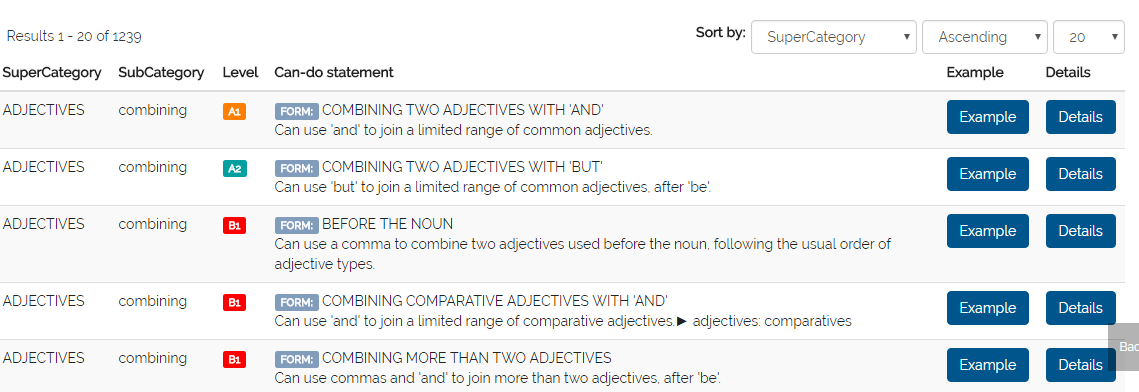 Results 1 - 20 of 1239
Sort by: SuperCategory Ascending 20
SuperCategory SubCategory Level Can-do statement Example Details
ADJECTIVES combining A1 FORM: COMBINING TWO ADJECTIVES WITH 'AND' Example Details
Can use 'and' to join a limited range of common adjectives.
ADJECTIVES combining A2 FORM: COMBINING TWO ADJECTIVES WITH 'BUT' Example Details
Can use 'but' to join a limited range of common adjectives, after 'be'.
ADJECTIVES combining B1 FORM: BEFORE THE NOUN Example Details
Can use a comma to combine two adjectives used before the noun, following the usual order of
adjective types.
ADJECTIVES combining B1 FORM: COMBINING COMPARATIVE ADJECTIVES WITH 'AND' Example Details
Can use 'and' to join a limited range of comparative adjectives.► adjectives: comparatives
Bac
ADJECTIVES combining B1 FORM: COMBINING MORE THAN TWO ADJECTIVES Example Details
Can use commas and 'and' to join more than two adjectives, after 'be'.